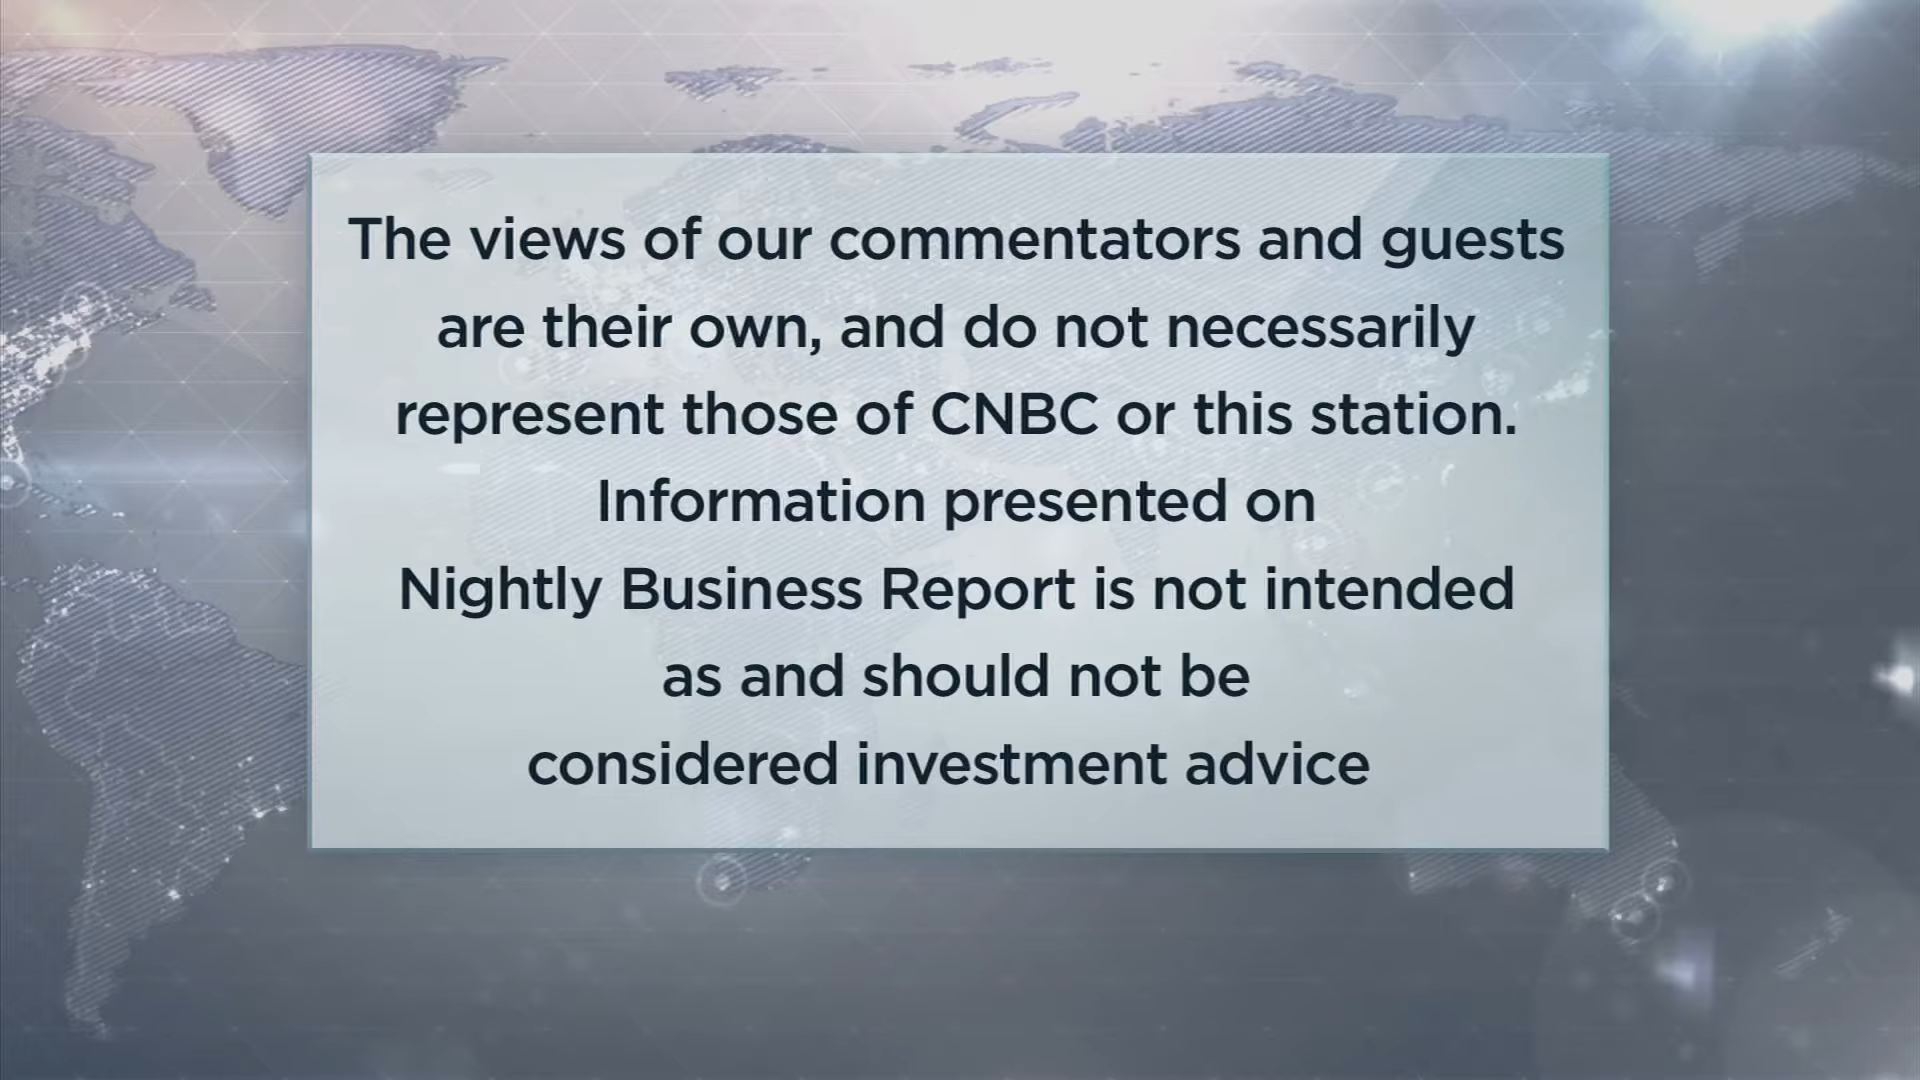 The views of our commentators and guests
are their own, and do not necessarily
represent those of CNBC or this station.
Information presented on
Nightly Business Report is not intended
as and should not be
considered investment advice